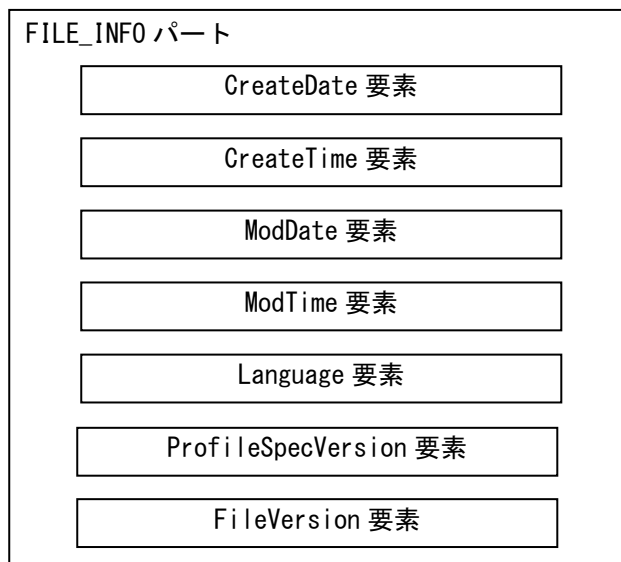 FILE_INFO パート
CreateDate 要素
CreateTime 要素
ModDate 要素
ModTime 要素
Language 要素
ProfileSpecVersion 要素
FileVersion 要素